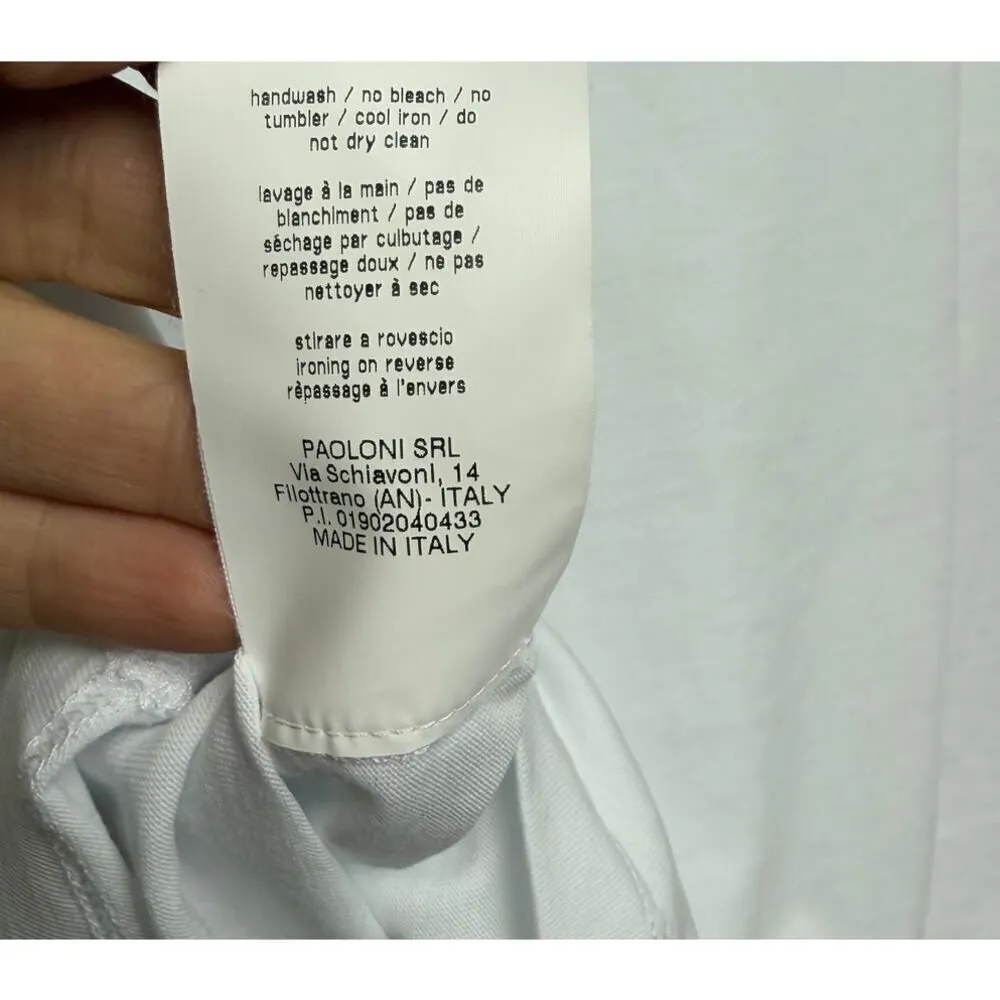 handwash / no bleach / no
tumbler / cool iron / do
not dry clean
lavage à la main / pas de
blanchiment / pas de
séchage par culbutage /
repassage doux / ne pas
nettoyer à sec
stirare a rovescio
ironing on reverse
rèpassage à l'envers
PAOLONI SRL
Via Schiavoni, 14
Filottrano (AN)- ITALY
P.I. 01902040433
MADE IN ITALY